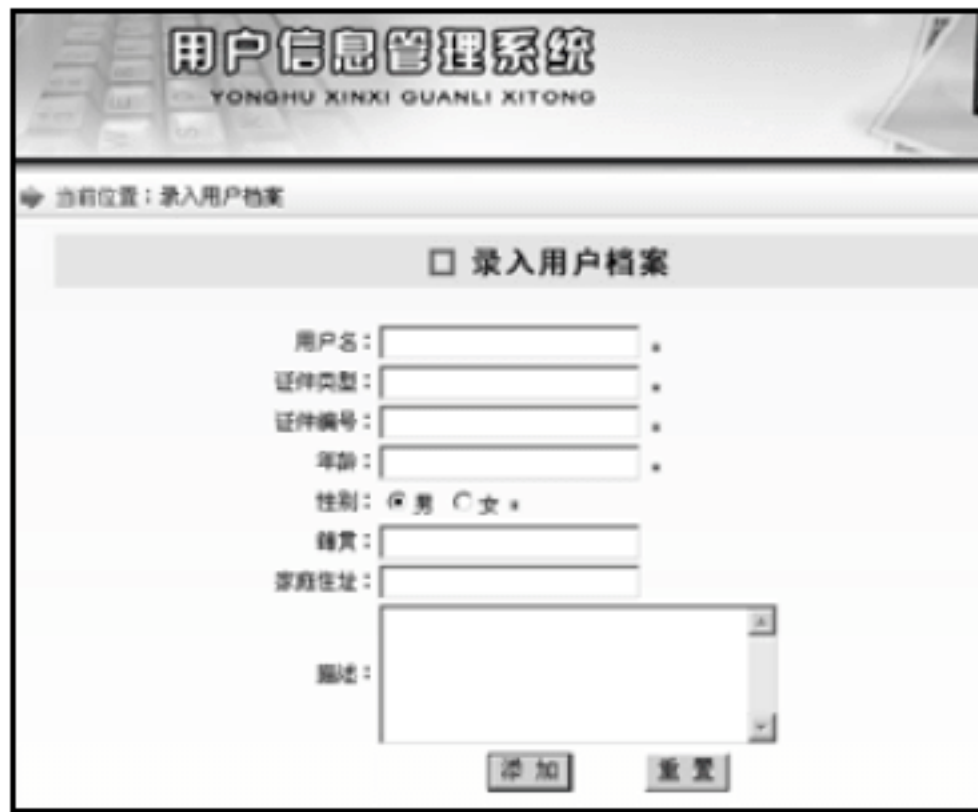 用户信息管理系统
YONGHU XINXI GUANLI XITONG
当前位置：录入用户档案
录入用户档案
用户名： *
证件类型： *
证件编号： *
年龄： *
性别： 男 女 *
籍贯：
家庭住址：
描述：
添加 重置